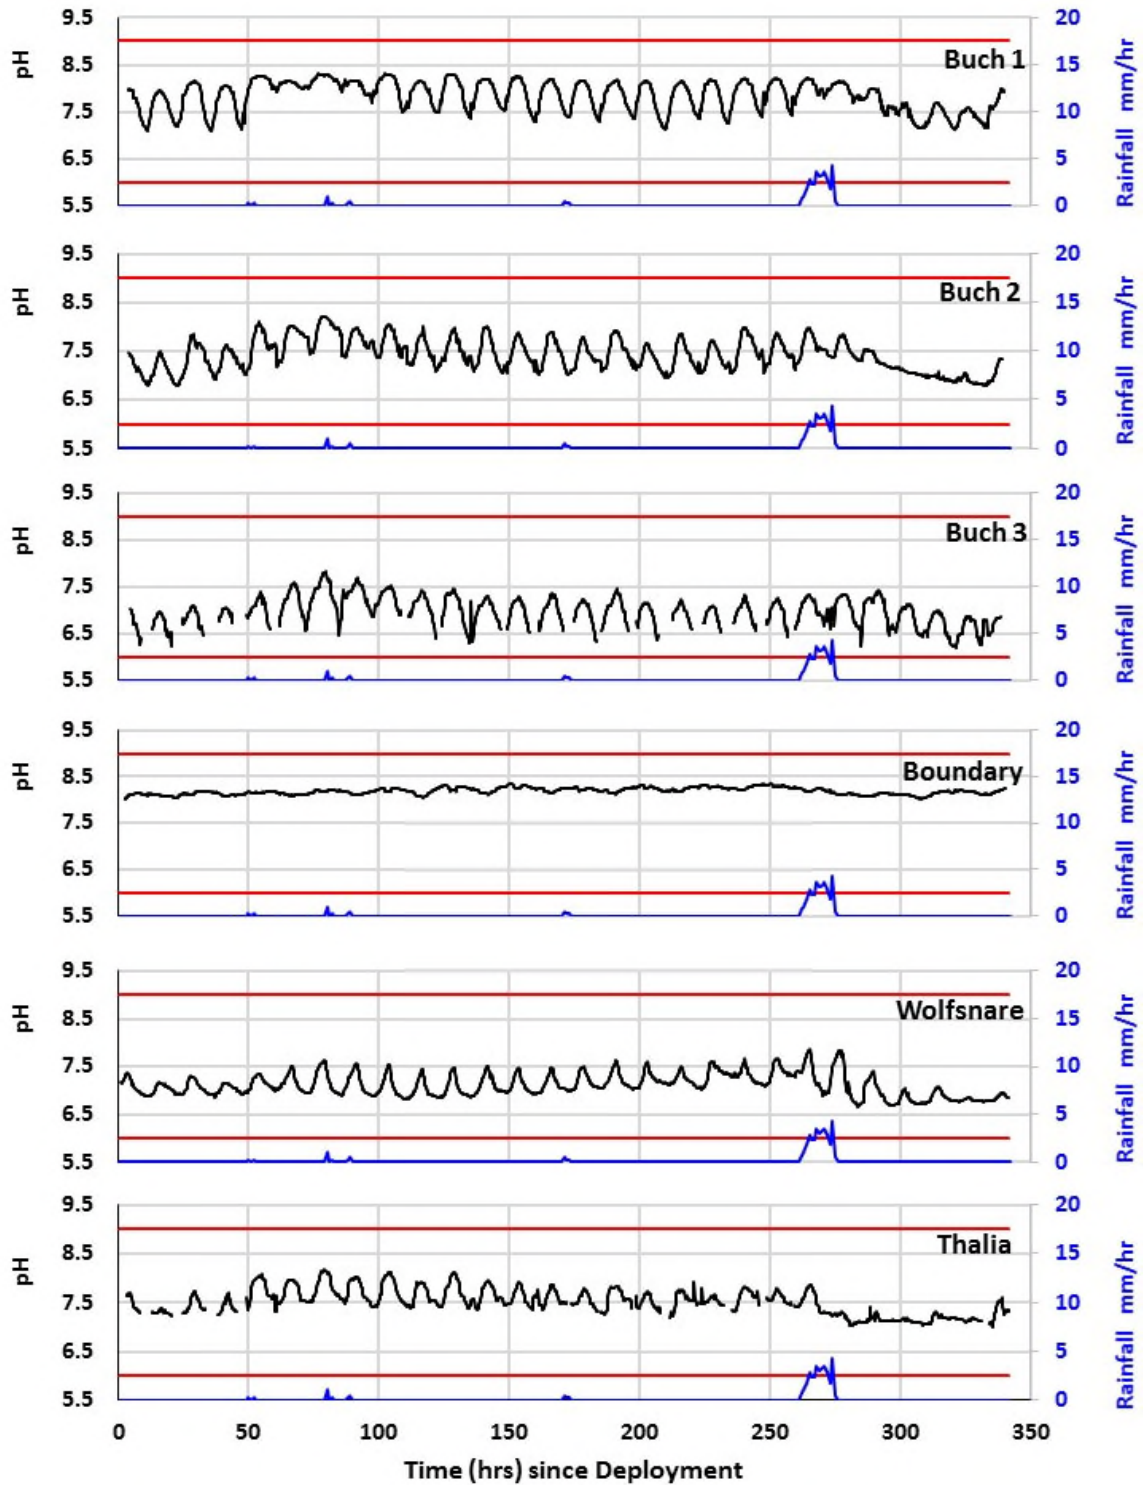 9.5 20
pH 8.5 Buch 1 15
7.5 10
6.5 5
5.5 0
Rainfall mm/hr
9.5 20
pH 8.5 Buch 2 15
7.5 10
6.5 5
5.5 0
Rainfall mm/hr
9.5 20
pH 8.5 Buch 3 15
7.5 10
6.5 5
5.5 0
Rainfall mm/hr
9.5 20
pH 8.5 Boundary 15
7.5 10
6.5 5
5.5 0
Rainfall mm/hr
9.5 20
pH 8.5 Wolfsnare 15
7.5 10
6.5 5
5.5 0
Rainfall mm/hr
9.5 20
pH 8.5 Thalia 15
7.5 10
6.5 5
5.5 0
Rainfall mm/hr
0 50 100 150 200 250 300 350
Time (hrs) since Deployment